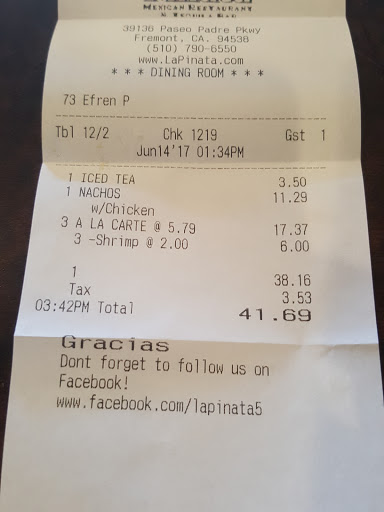 MEXICAN RESTAURANT
& TEQUILA BAR
39136 Paseo Padre Pkwy
Fremont, CA. 94538
(510) 790-6550
www.LaPinata.com
* * * DINING ROOM * * *
73 Efren P
Tbl 12/2 Chk 1219 Gst 1
Jun14'17 01:34PM
1 ICED TEA 3.50
1 NACHOS 11.29
w/Chicken
3 A LA CARTE @ 5.79 17.37
3 -Shrimp @ 2.00 6.00
1 38.16
Tax 3.53
03:42PM Total 41.69
Gracias
Dont forget to follow us on
Facebook!
www.facebook.com/lapinata5